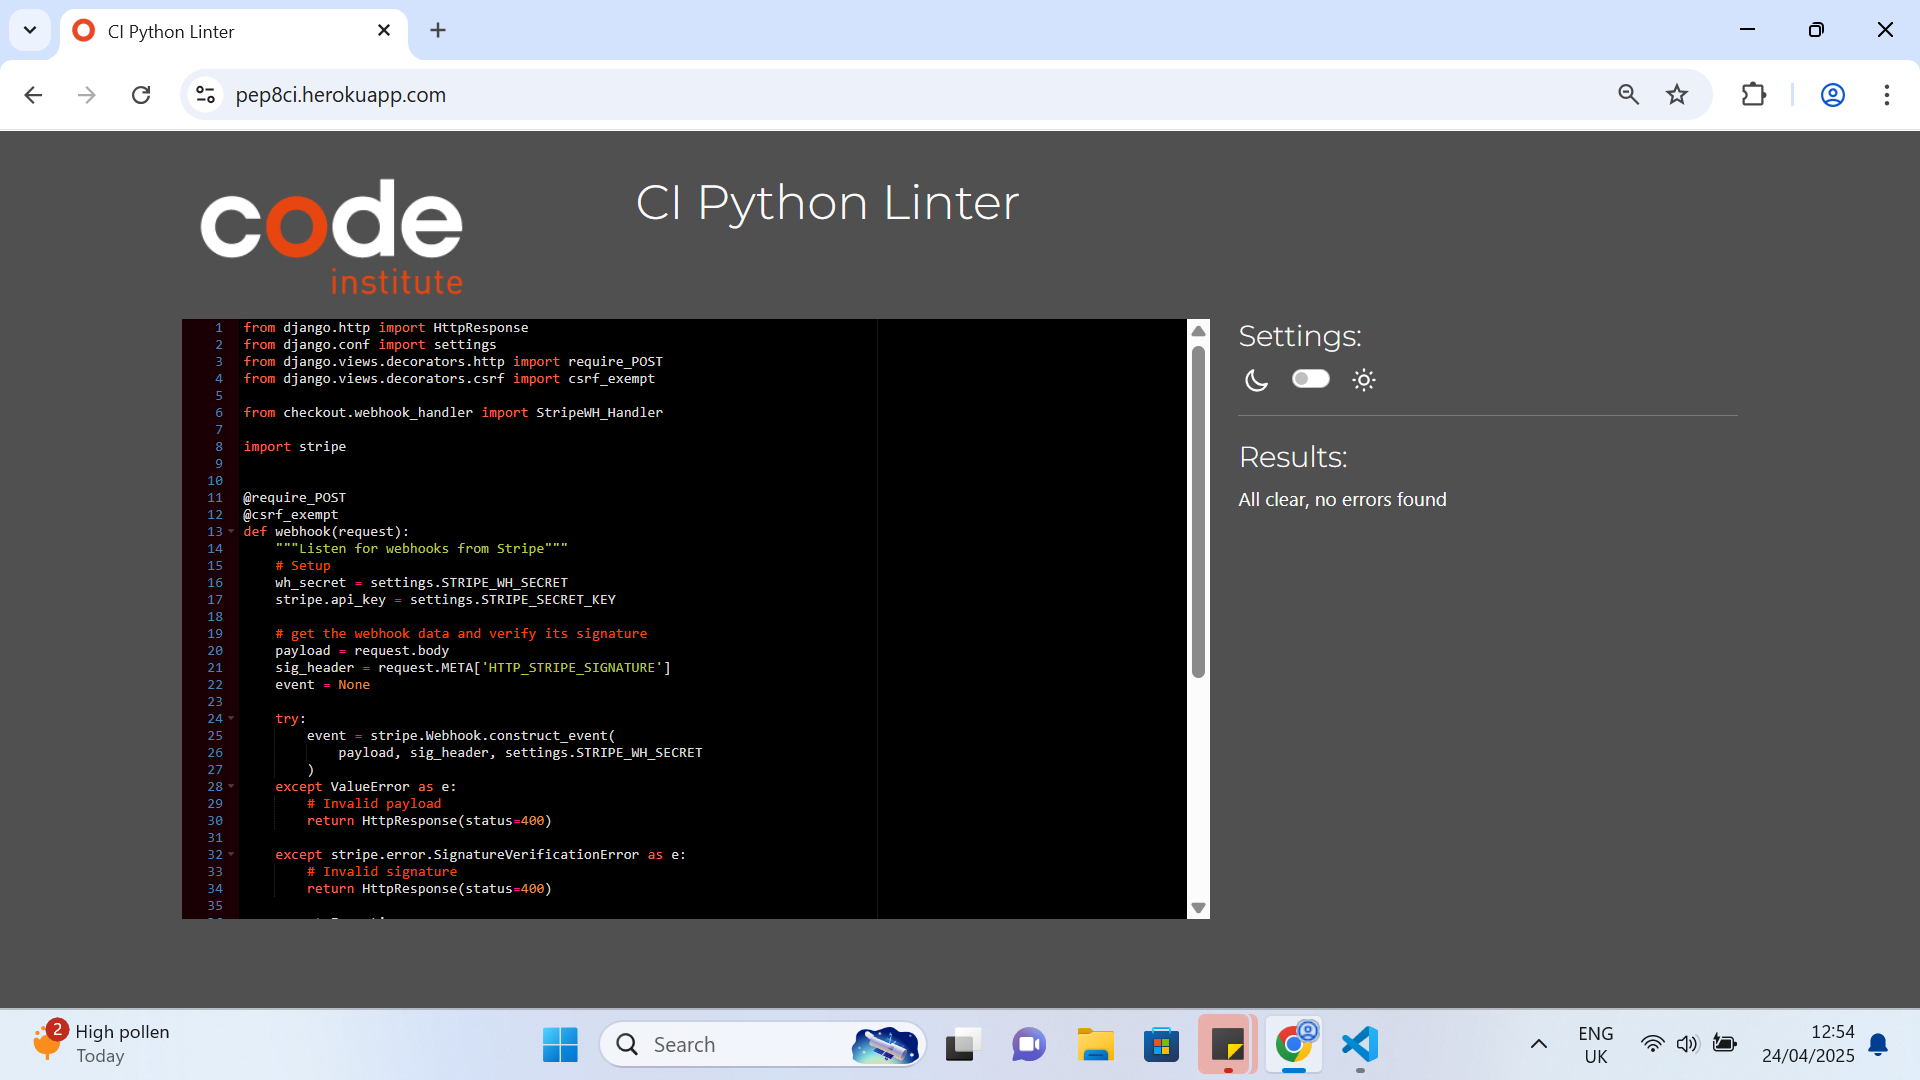 CI Python Linter
pep8ci.herokuapp.com
code
institute
CI Python Linter
1 from django.http import HttpResponse
2 from django.conf import settings
3 from django.views.decorators.http import require_POST
4 from django.views.decorators.csrf import csrf_exempt
5
6 from checkout.webhook_handler import StripeWH_Handler
7
8 import stripe
9
10
11 @require_POST
12 @csrf_exempt
13 def webhook(request):
14     """Listen for webhooks from Stripe"""
15     # Setup
16     wh_secret = settings.STRIPE_WH_SECRET
17     stripe.api_key = settings.STRIPE_SECRET_KEY
18
19     # get the webhook data and verify its signature
20     payload = request.body
21     sig_header = request.META['HTTP_STRIPE_SIGNATURE']
22     event = None
23
24     try:
25         event = stripe.Webhook.construct_event(
26             payload, sig_header, settings.STRIPE_WH_SECRET
27         )
28     except ValueError as e:
29         # Invalid payload
30         return HttpResponse(status=400)
31
32     except stripe.error.SignatureVerificationError as e:
33         # Invalid signature
34         return HttpResponse(status=400)
35
Settings:
Results:
All clear, no errors found
2
High pollen
Today
Search
ENG
UK
12:54
24/04/2025